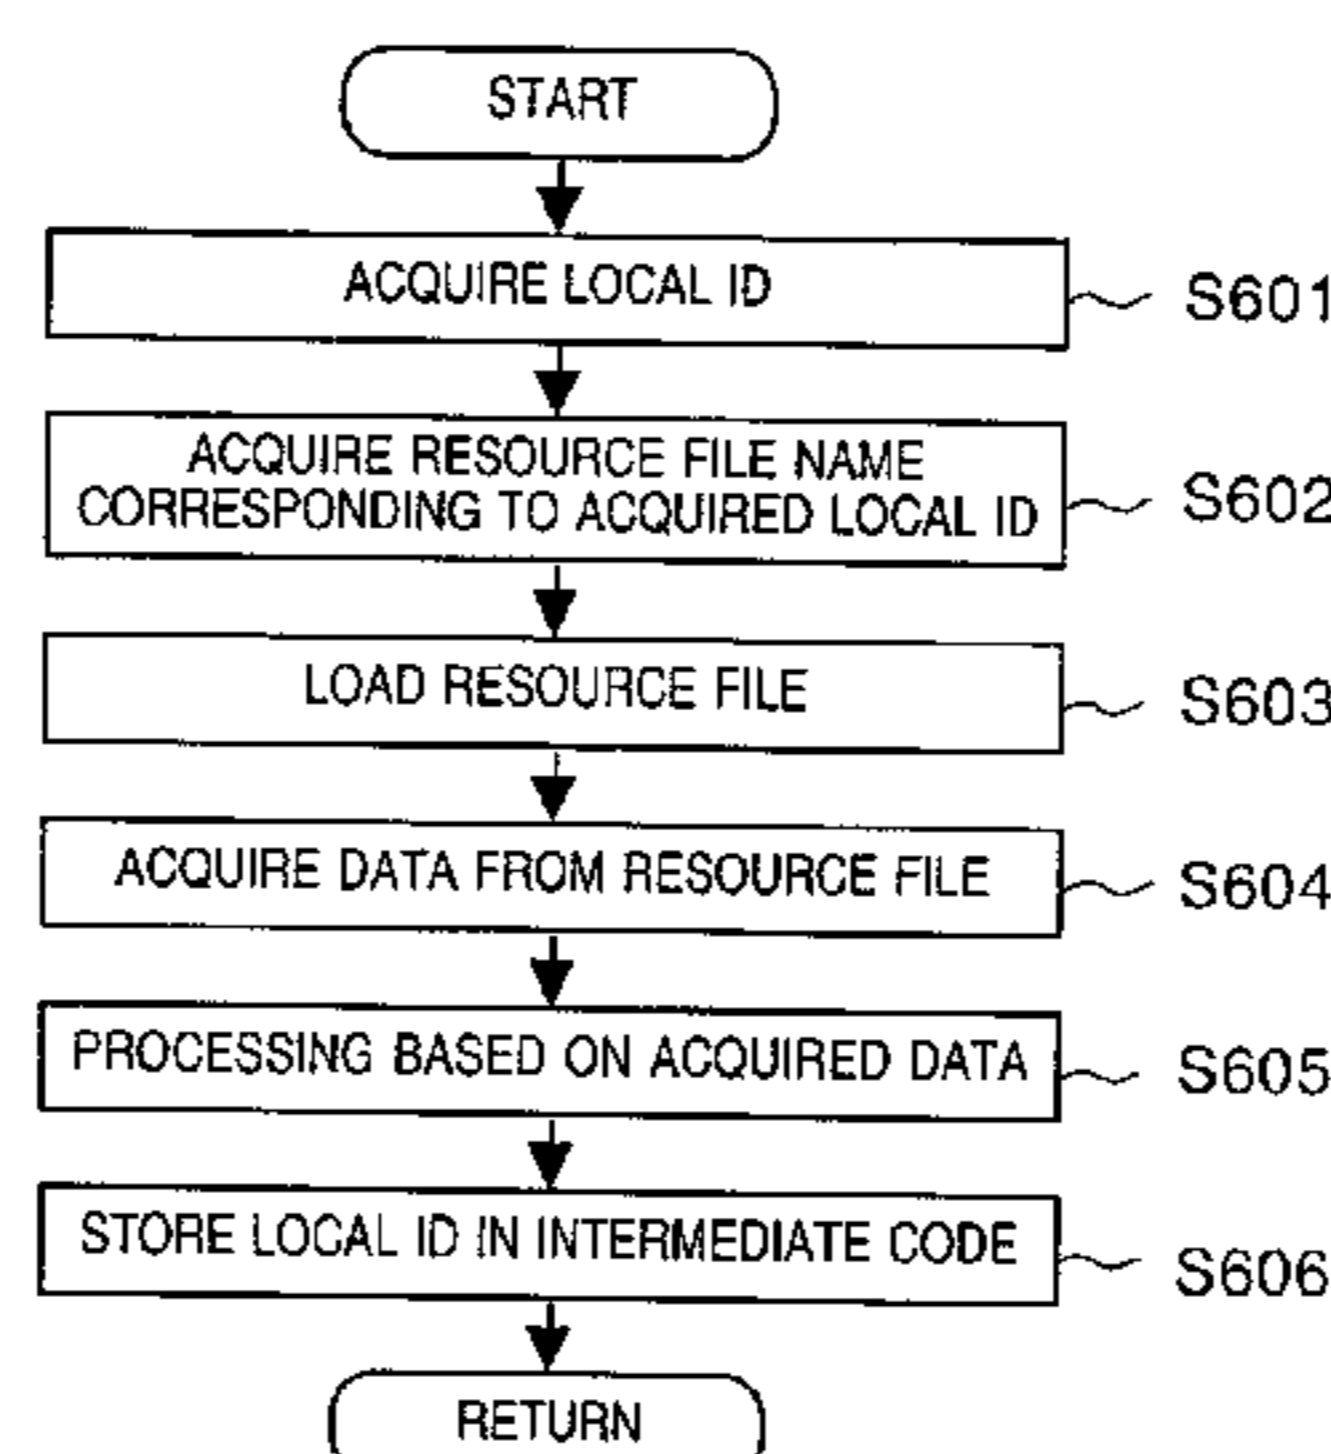 START
ACQUIRE LOCAL ID
S601
ACQUIRE RESOURCE FILE NAME
CORRESPONDING TO ACQUIRED LOCAL ID
S602
LOAD RESOURCE FILE
S603
ACQUIRE DATA FROM RESOURCE FILE
S604
PROCESSING BASED ON ACQUIRED DATA
S605
STORE LOCAL ID IN INTERMEDIATE CODE
S606
RETURN